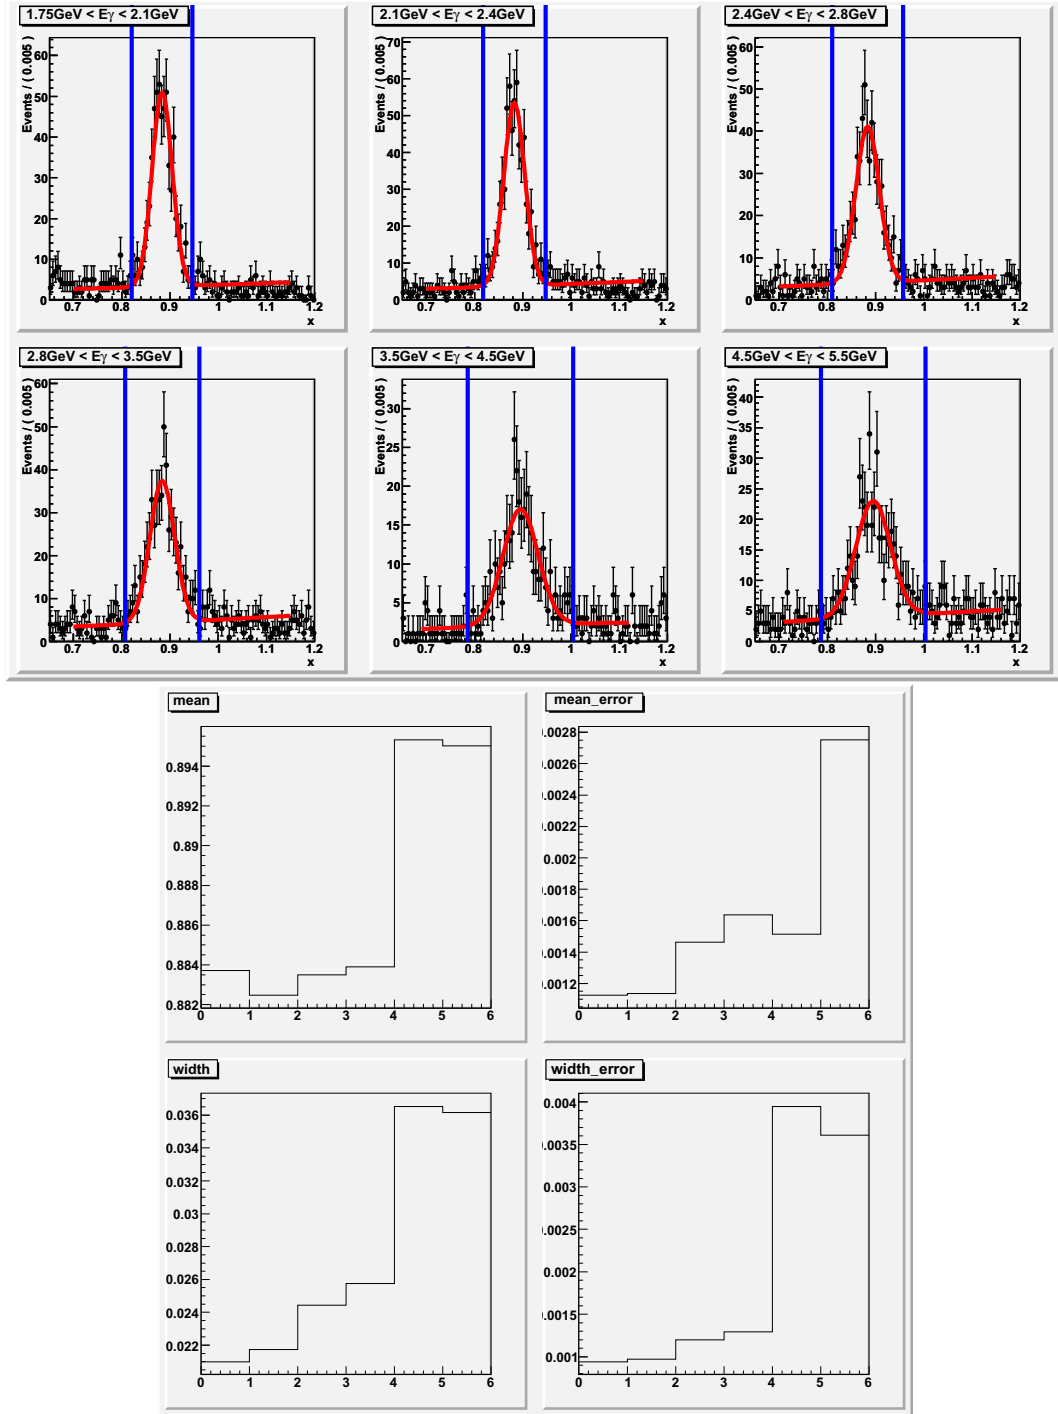 1.75GeV < Eγ < 2.1GeV
Events / ( 0.005 )
60
50
40
30
20
10
0
0.7 0.8 0.9 1 1.1 1.2
x
2.1GeV < Eγ < 2.4GeV
Events / ( 0.005 )
70
60
50
40
30
20
10
0
0.7 0.8 0.9 1 1.1 1.2
x
2.4GeV < Eγ < 2.8GeV
Events / ( 0.005 )
60
50
40
30
20
10
0
0.7 0.8 0.9 1 1.1 1.2
x
2.8GeV < Eγ < 3.5GeV
Events / ( 0.005 )
60
50
40
30
20
10
0
0.7 0.8 0.9 1 1.1 1.2
x
3.5GeV < Eγ < 4.5GeV
Events / ( 0.005 )
30
25
20
15
10
5
0
0.7 0.8 0.9 1 1.1 1.2
x
4.5GeV < Eγ < 5.5GeV
Events / ( 0.005 )
40
35
30
25
20
15
10
5
0
0.7 0.8 0.9 1 1.1 1.2
x
mean
0.894
0.892
0.89
0.888
0.886
0.884
0.882
0 1 2 3 4 5 6
mean_error
0.0028
0.0026
0.0024
0.0022
0.002
0.0018
0.0016
0.0014
0.0012
0 1 2 3 4 5 6
width
0.036
0.034
0.032
0.03
0.028
0.026
0.024
0.022
0 1 2 3 4 5 6
width_error
0.004
0.0035
0.003
0.0025
0.002
0.0015
0.001
0 1 2 3 4 5 6